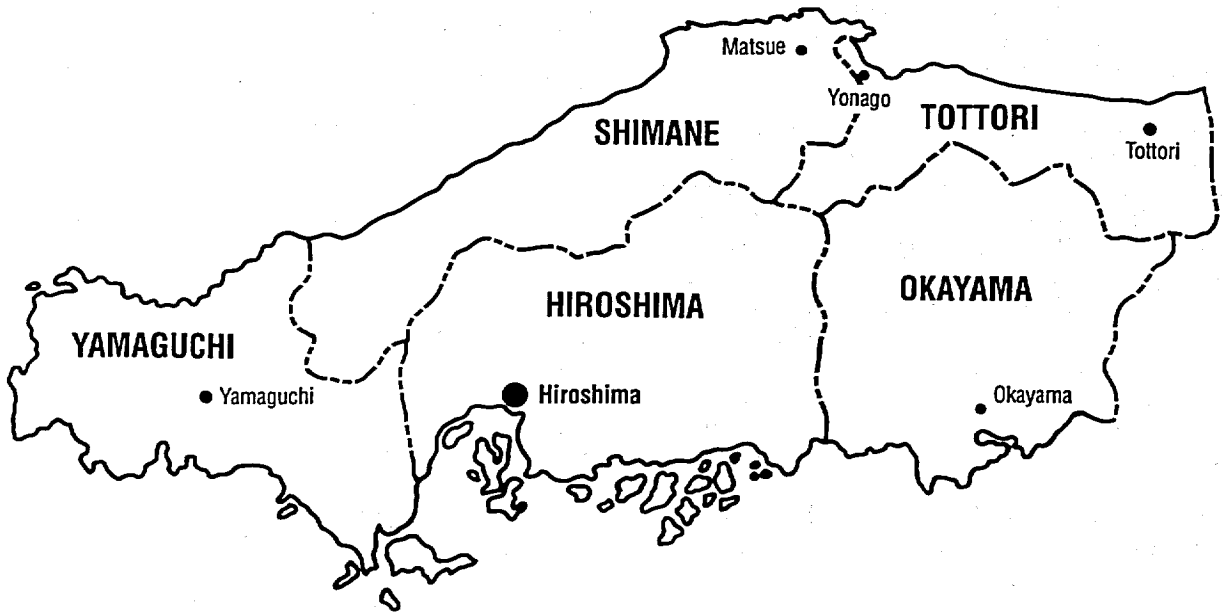 Matsue
Yonago
SHIMANE
TOTTORI
Tottori
HIROSHIMA
OKAYAMA
YAMAGUCHI
Yamaguchi
Hiroshima
Okayama